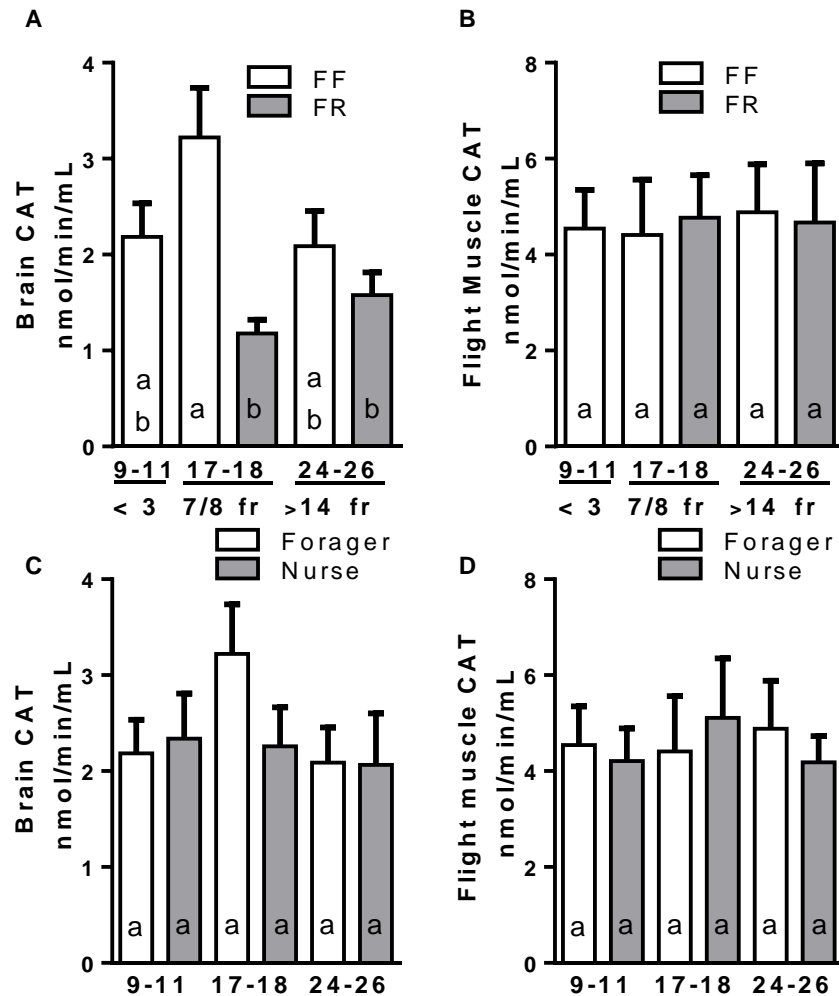 A
Brain CAT
nmol/min/mL
4
3
2
1
0
FF
FR
a
b
a
b
a
b
b
9-11 17-18 24-26
< 3 7/8 fr >14 fr
B
Flight Muscle CAT
nmol/min/mL
8
6
4
2
0
FF
FR
a a a a a
9-11 17-18 24-26
< 3 7/8 fr >14 fr
C
Brain CAT
nmol/min/mL
4
3
2
1
0
Forager
Nurse
a a a a a a
9-11 17-18 24-26
D
Flight muscle CAT
nmol/min/mL
8
6
4
2
0
Forager
Nurse
a a a a a a
9-11 17-18 24-26